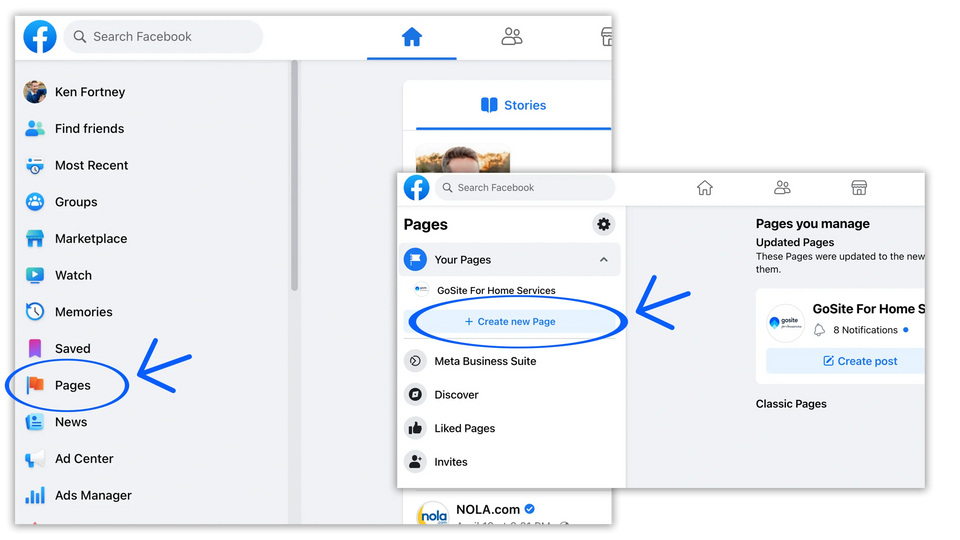 Search Facebook
Ken Fortney
Find friends
Most Recent
Groups
Marketplace
Watch
Memories
Saved
Pages
News
Ad Center
Ads Manager
Stories
Search Facebook
Pages
Your Pages
GoSite For Home Services
+ Create new Page
Meta Business Suite
Discover
Liked Pages
Invites
Pages you manage
Updated Pages
These Pages were updated to the new
them.
gosite
GoSite For Home S
8 Notifications
Create post
Classic Pages
nola
NOLA.com